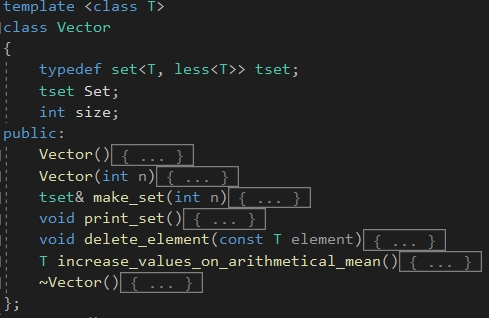 template <class T>
class Vector
{
typedef set<T, less<T>> tset;
tset Set;
int size;
public:
Vector(){ ... }
Vector(int n){ ... }
tset& make_set(int n){ ... }
void print_set(){ ... }
void delete_element(const T element){ ... }
T increase_values_on_arithmetical_mean(){ ... }
~Vector(){ ... }
};